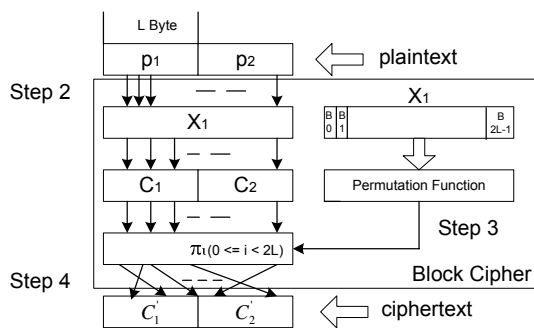 L Byte
p1 p2
plaintext
Step 2
X1
X1
B 0
B 1
B 2L-1
C1 C2
Permutation Function
Step 3
πι(0 <= i < 2L)
Step 4
Block Cipher
C'1 C'2
ciphertext